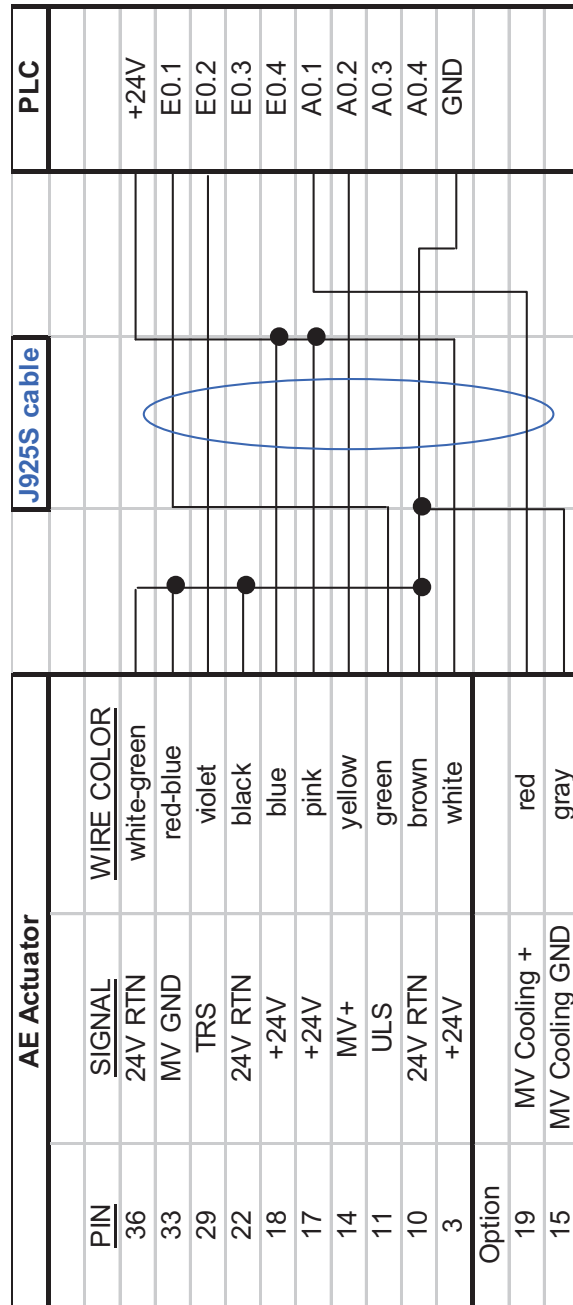 AE Actuator J925S cable PLC
PIN SIGNAL WIRE COLOR
36 24V RTN white-green +24V
33 MV GND red-blue E0.1
29 TRS violet E0.2
22 24V RTN black E0.3
18 +24V blue E0.4
17 +24V pink A0.1
14 MV+ yellow A0.2
11 ULS green A0.3
10 24V RTN brown A0.4
3 +24V white GND
Option
19 MV Cooling + red
15 MV Cooling GND gray